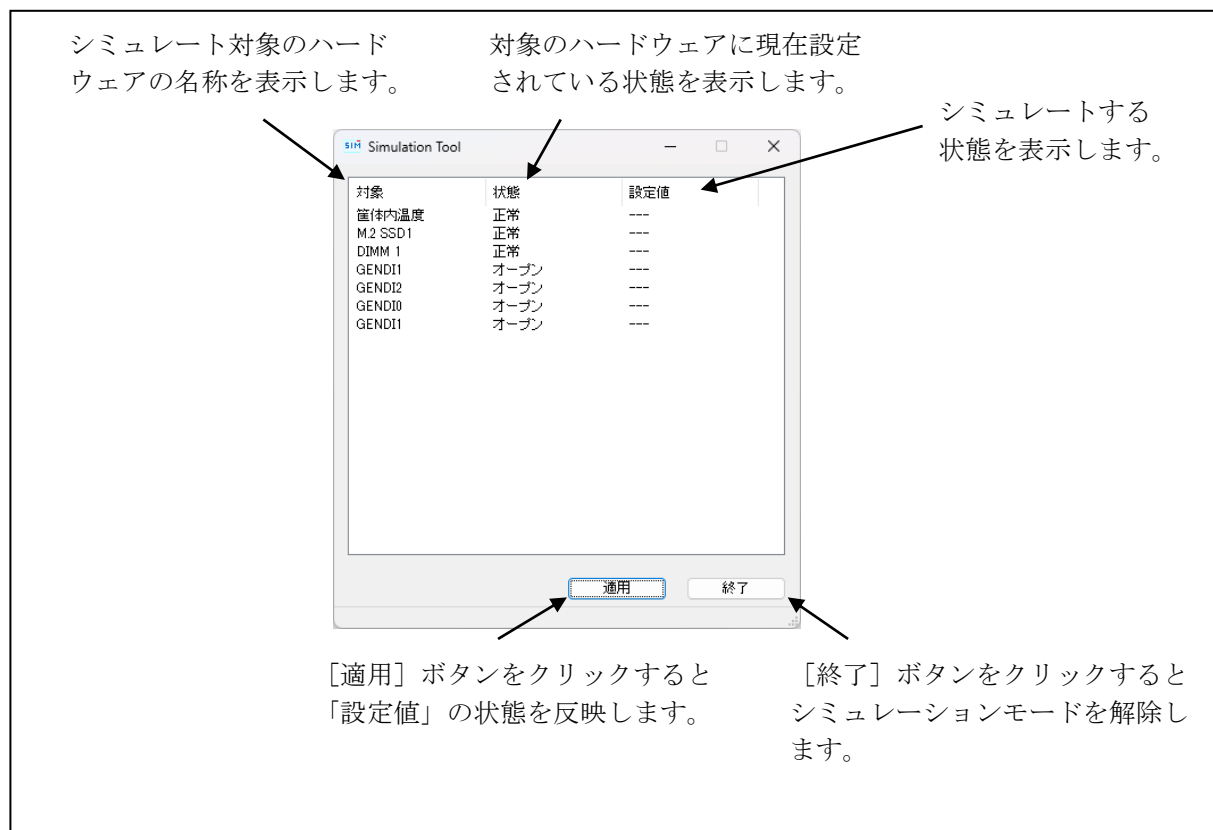 シミュレート対象のハード
ウェアの名称を表示します。
対象のハードウェアに現在設定
されている状態を表示します。
シミュレートする
状態を表示します。
SIM Simulation Tool
対象 状態 設定値
筐体内温度 正常 ---
M.2 SSD1 正常 ---
DIMM 1 正常 ---
GENDI1 オープン ---
GENDI2 オープン ---
GENDI0 オープン ---
GENDI1 オープン ---
適用 終了
[適用] ボタンをクリックすると
「設定値」の状態を反映します。
[終了] ボタンをクリックすると
シミュレーションモードを解除し
ます。